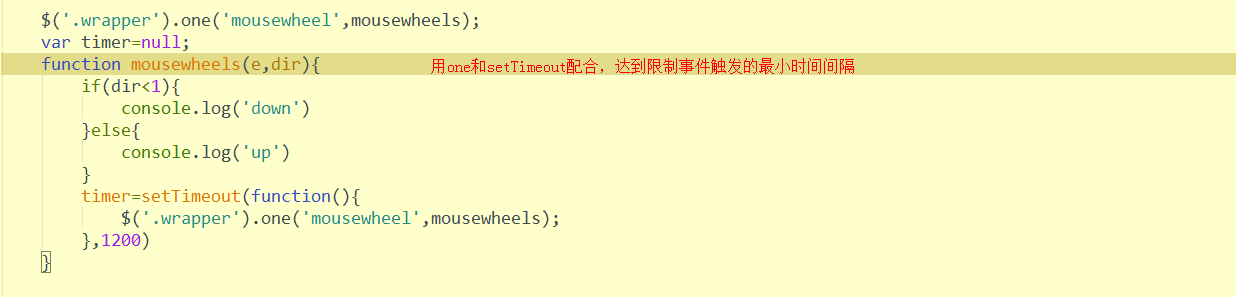 $('.wrapper').one('mousewheel',mousewheels);
var timer=null;
function mousewheels(e,dir){ 用one和setTimeout配合，达到限制事件触发的最小时间间隔
if(dir<1){
console.log('down')
}else{
console.log('up')
}
timer=setTimeout(function(){
$('.wrapper').one('mousewheel',mousewheels);
},1200)
}